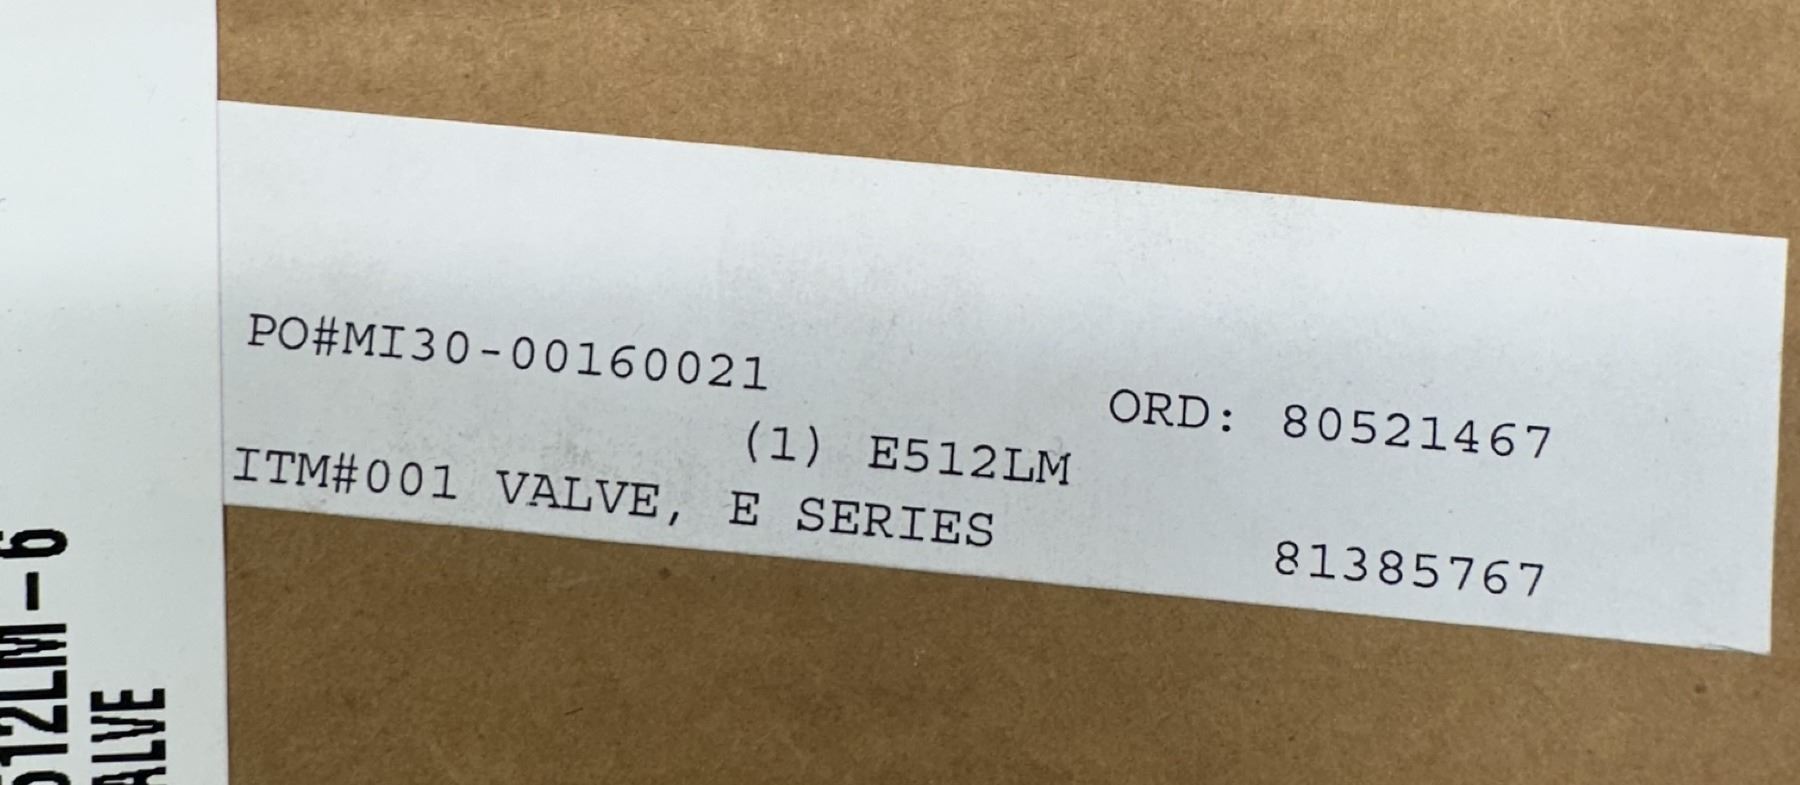 PO#MI30-00160021
ORD: 80521467
(1) E512LM
ITM#001 VALVE, E SERIES
81385767
512LM-6
ALVE